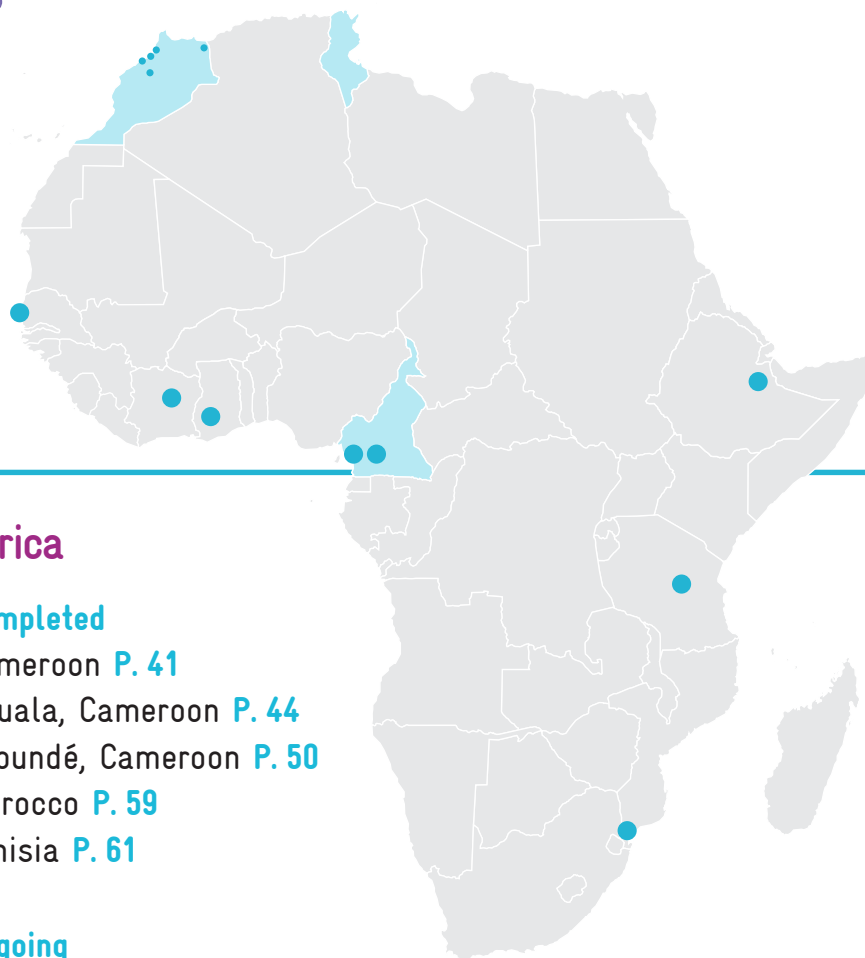 rica
mpleted
meroon P. 41
uala, Cameroon P. 44
oundé, Cameroon P. 50
rocco P. 59
nisia P. 61
going